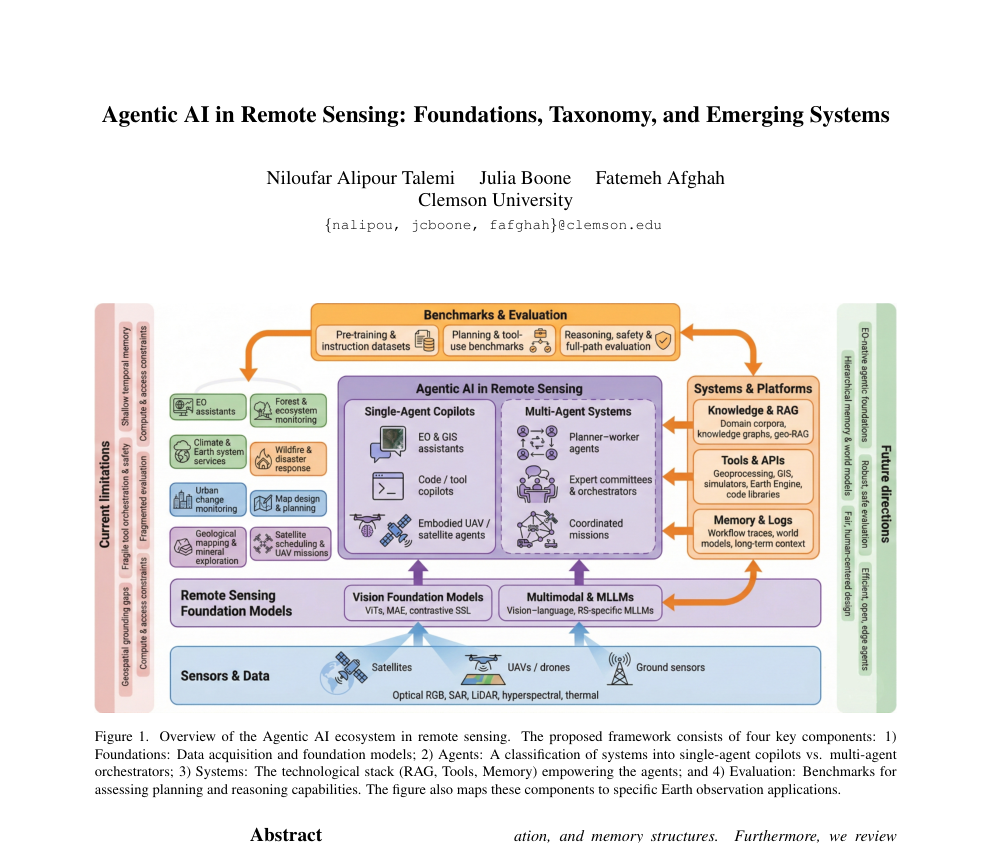 Agentic AI in Remote Sensing: Foundations, Taxonomy, and Emerging Systems
Niloufar Alipour Talemi Julia Boone Fatemeh Afghah
Clemson University
{nalipou, jcboone, fafghah}@clemson.edu
Current limitations
Shallow temporal memory
Fragile tool orchestration & safety
Geospatial grounding gaps
Compute & access constraints
Fragmented evaluation
Compute & access constraints
Benchmarks & Evaluation
Pre-training &
instruction datasets
Planning & tool-
use benchmarks
Reasoning, safety &
full-path evaluation
EO
assistants
Forest &
ecosystem
monitoring
Climate &
Earth system
services
Wildfire &
disaster
response
Urban
change
monitoring
Map design
& planning
Geological
mapping &
mineral
exploration
Satellite
scheduling &
UAV missions
Agentic AI in Remote Sensing
Single-Agent Copilots
EO & GIS
assistants
Code / tool
copilots
Embodied UAV /
satellite agents
Multi-Agent Systems
Planner–worker
agents
Expert committees
& orchestrators
Coordinated
missions
Systems & Platforms
Knowledge & RAG
Domain corpora,
knowledge graphs, geo-RAG
Tools & APIs
Geoprocessing, GIS,
simulators, Earth Engine,
code libraries
Memory & Logs
Workflow traces, world
models, long-term context
Remote Sensing
Foundation Models
Vision Foundation Models
ViTs, MAE, contrastive SSL
Multimodal & MLLMs
Vision–language, RS-specific MLLMs
Sensors & Data
Satellites
UAVs / drones
Ground sensors
Optical RGB, SAR, LiDAR, hyperspectral, thermal
Future directions
EO-native agentic foundations
Robust, safe evaluation
Efficient, open, edge agents
Hierarchical memory & world models
Fair, human-centered design
Figure 1. Overview of the Agentic AI ecosystem in remote sensing. The proposed framework consists of four key components: 1)
Foundations: Data acquisition and foundation models; 2) Agents: A classification of systems into single-agent copilots vs. multi-agent
orchestrators; 3) Systems: The technological stack (RAG, Tools, Memory) empowering the agents; and 4) Evaluation: Benchmarks for
assessing planning and reasoning capabilities. The figure also maps these components to specific Earth observation applications.
Abstract
ation, and memory structures. Furthermore, we review